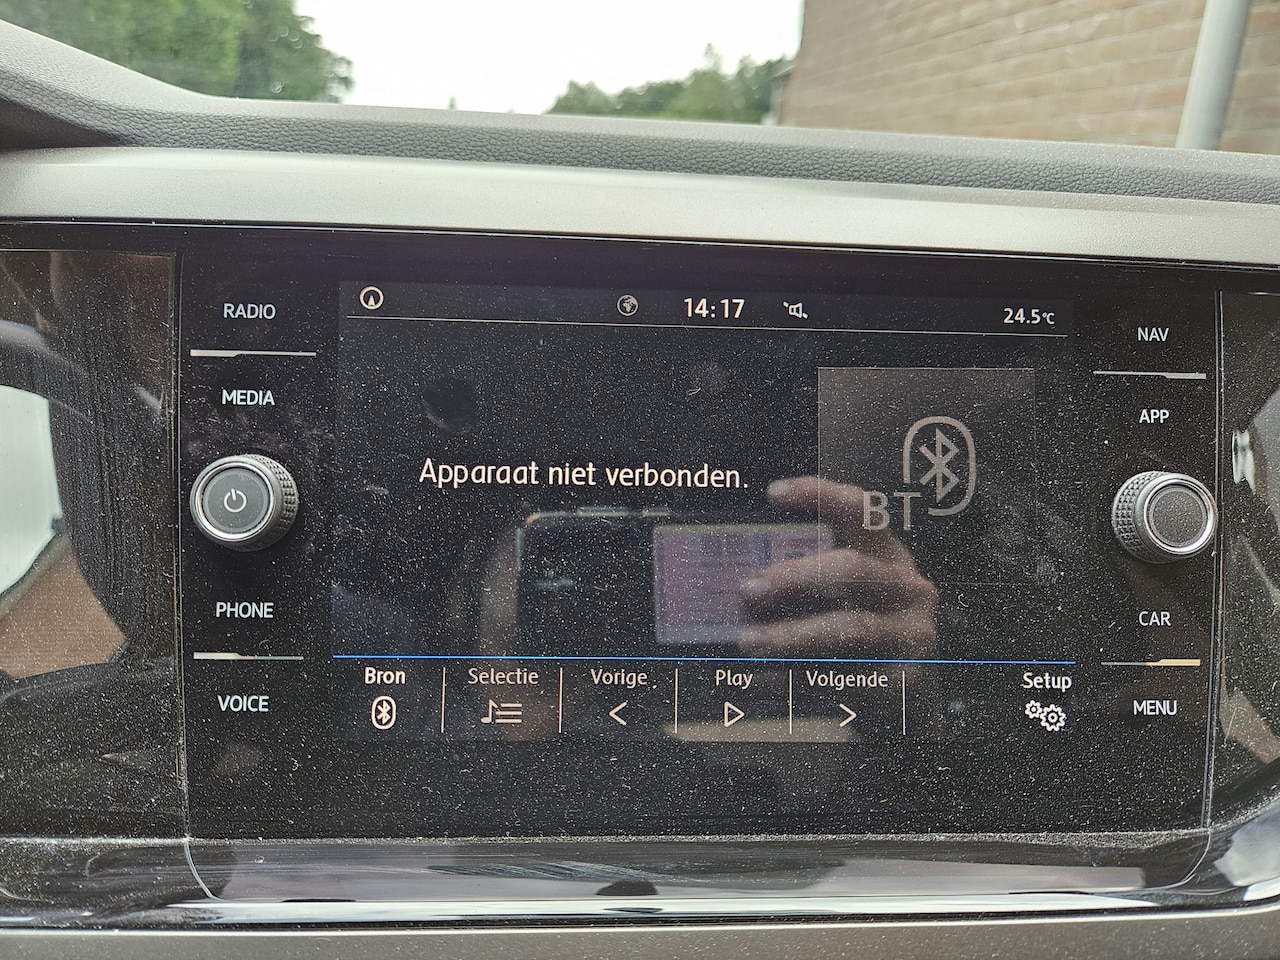 RADIO
MEDIA
PHONE
VOICE
14:17
24.5°C
Apparaat niet verbonden.
BT
Bron
Selectie
Vorige
Play
Volgende
Setup
NAV
APP
CAR
MENU